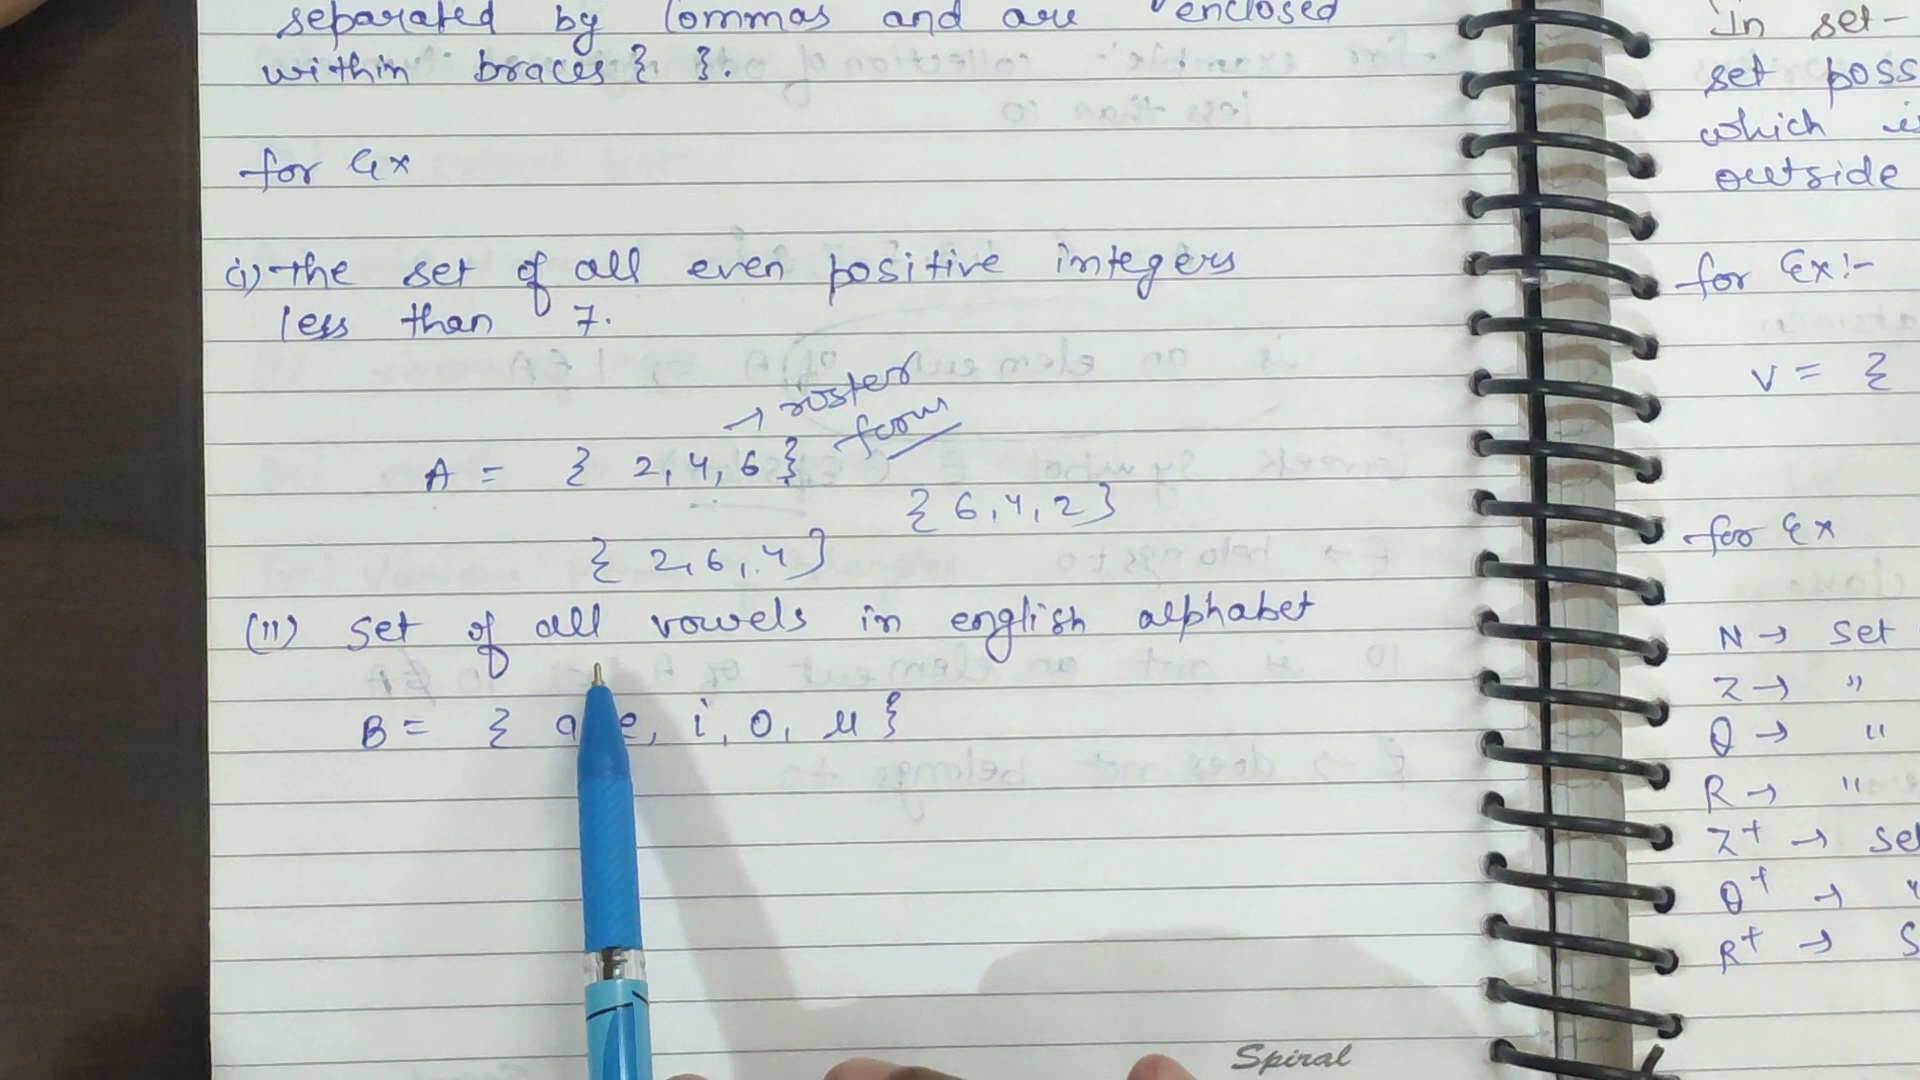 separated by commas and are enclosed
within braces { }.
for Ex
(i) the set of all even positive integers
less than 7.
→ roster
form
A = { 2, 4, 6 }
{ 6, 4, 2 }
{ 2, 6, 4 }
(ii) set of all vowels in english alphabet
B = { a, e, i, o, u }
Spiral
In set-
set poss
which is
outside
for Ex:-
V = {
for Ex
N → set
Z → "
Q → "
R → "
Z+ → set
Q+ → "
R+ → S